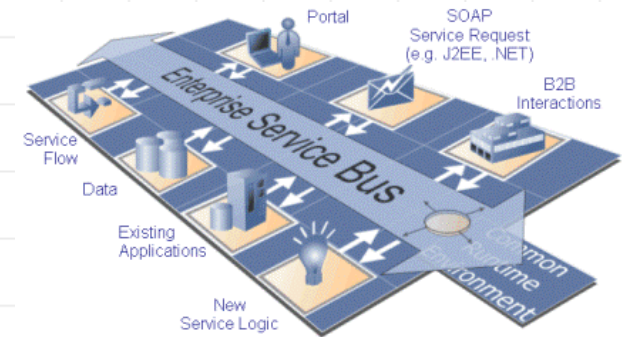 Portal
SOAP
Service Request
(e.g. J2EE, .NET)
B2B
Interactions
Enterprise Service Bus
Service
Flow
Data
Existing
Applications
New
Service Logic
Common
Runtime
Environment